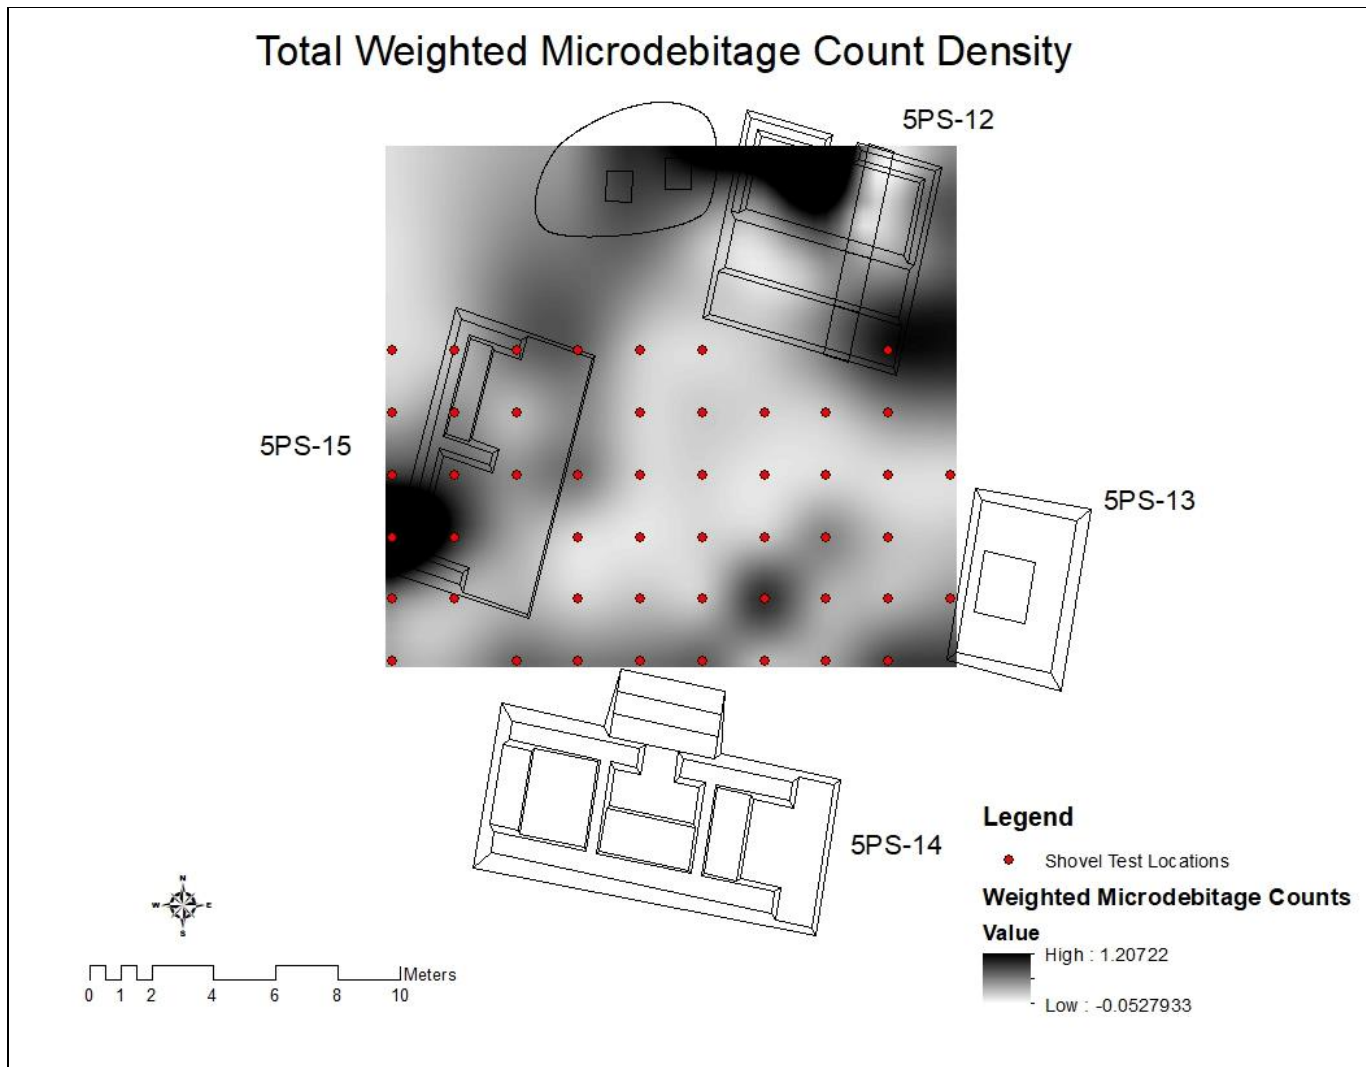 Total Weighted Microdebitage Count Density
5PS-12
5PS-15
5PS-13
5PS-14
Legend
Shovel Test Locations
Weighted Microdebitage Counts
Value
High : 1.20722
Low : -0.0527933
N
W E
S
Meters
0 1 2 4 6 8 10